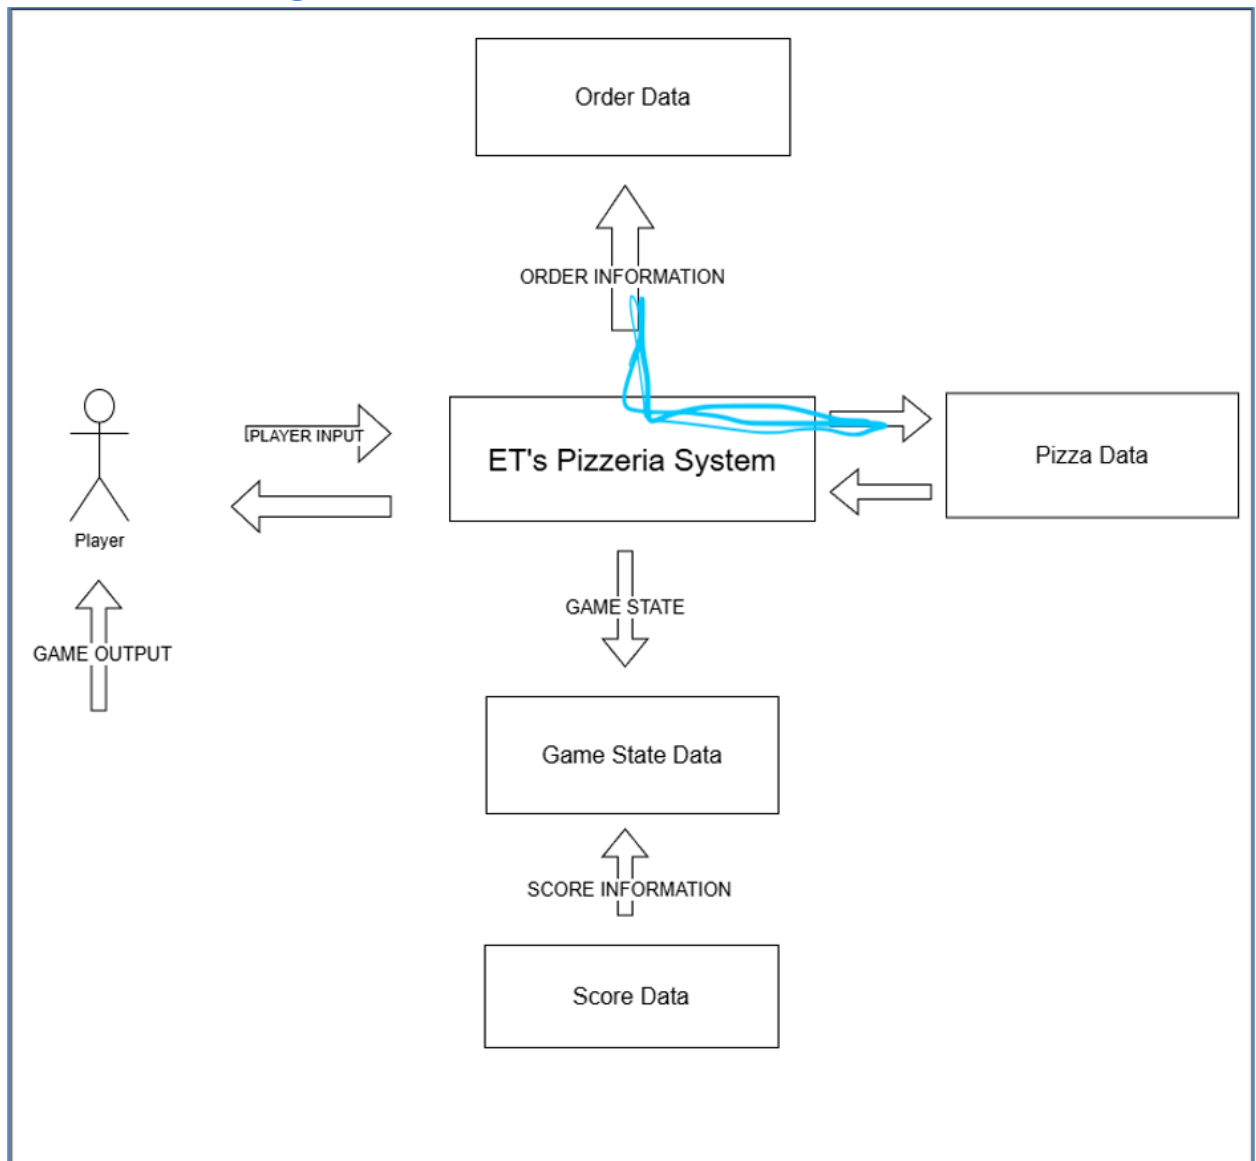 Order Data
ORDER INFORMATION
PLAYER INPUT
ET's Pizzeria System
Pizza Data
Player
GAME STATE
GAME OUTPUT
Game State Data
SCORE INFORMATION
Score Data